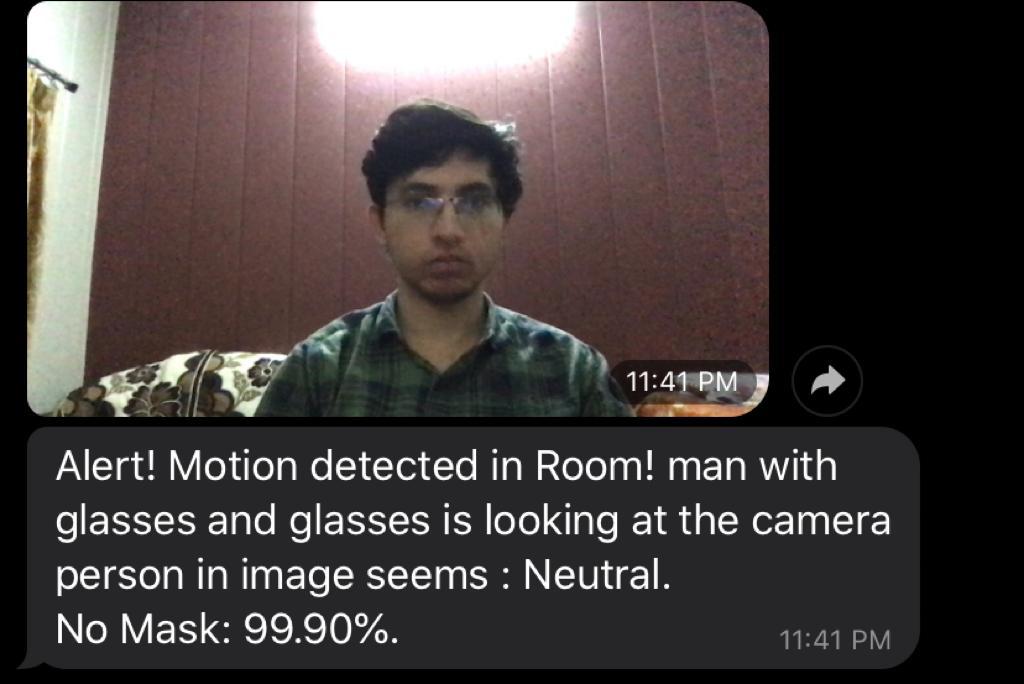 11:41 PM
Alert! Motion detected in Room! man with
glasses and glasses is looking at the camera
person in image seems : Neutral.
No Mask: 99.90%.
11:41 PM